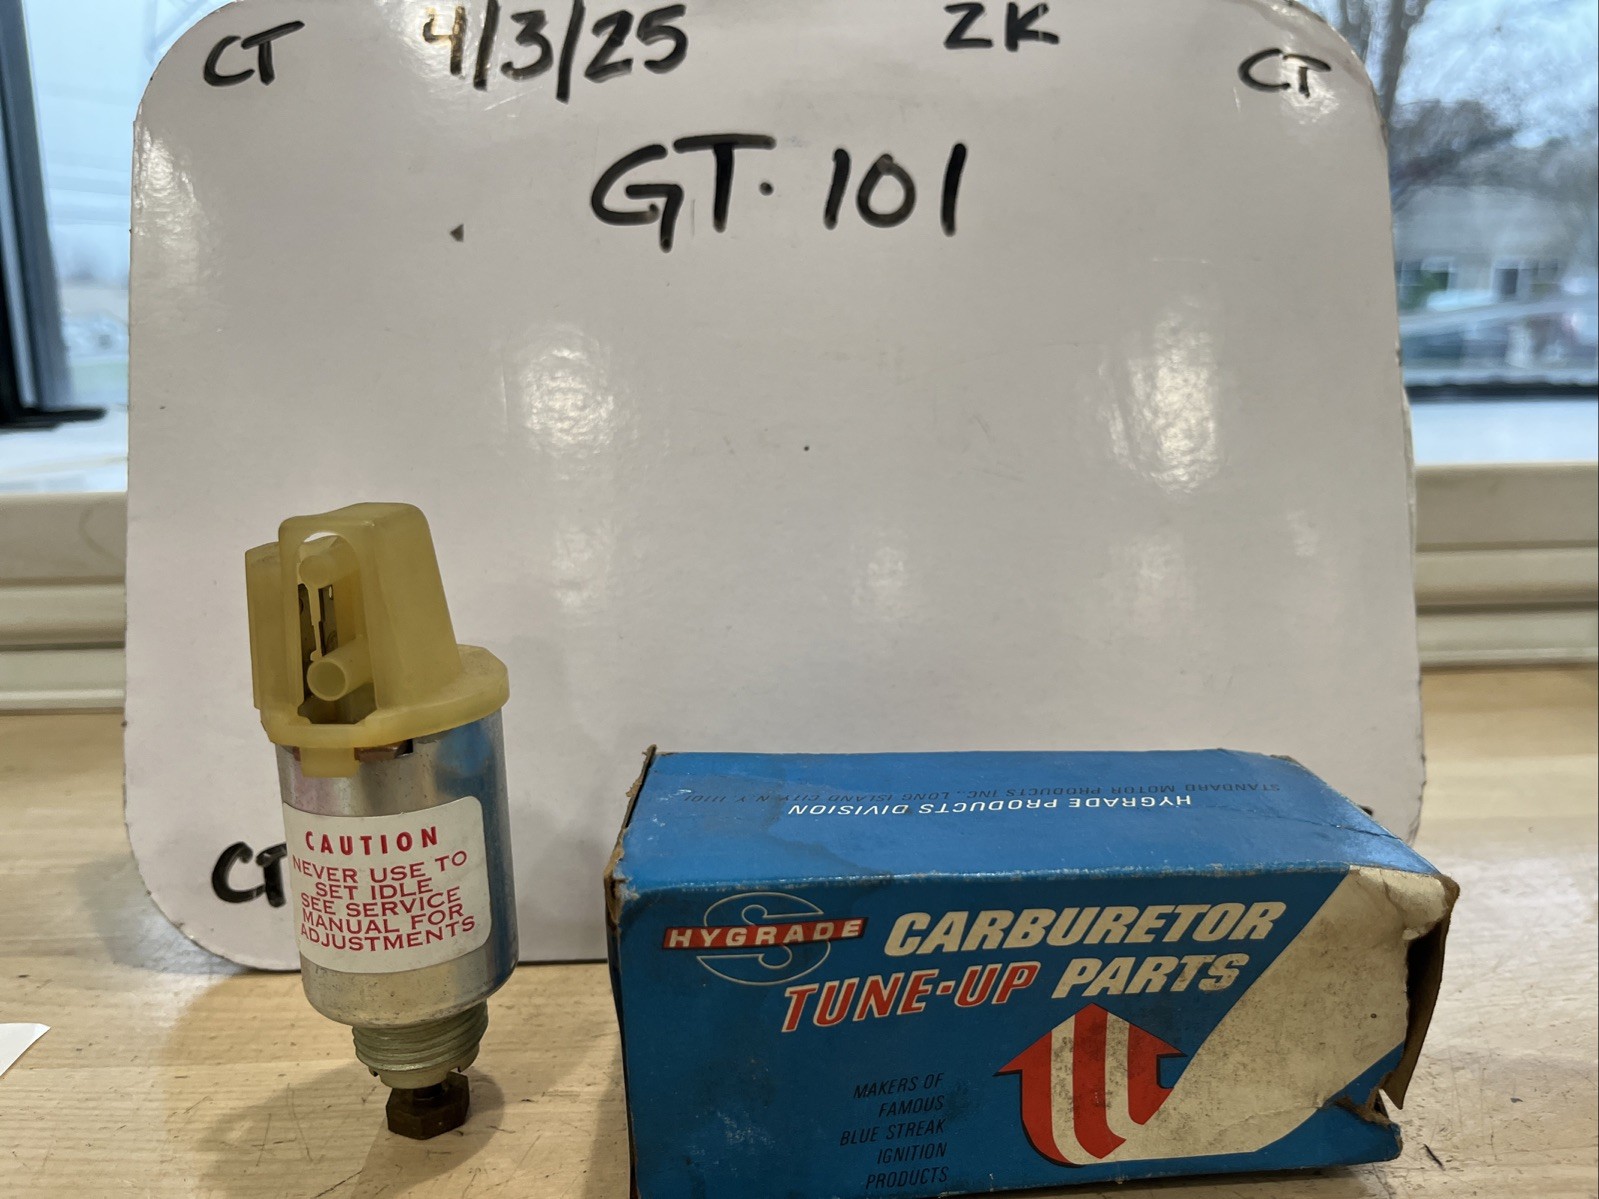 CT 4/3/25 ZK CT
GT. 101
CT
CAUTION
NEVER USE TO
SET IDLE
SEE SERVICE
MANUAL FOR
ADJUSTMENTS
HYGRADE PRODUCTS DIVISION
STANDARD MOTOR PRODUCTS INC., LONG ISLAND CITY, N.Y. 11101
S
HYGRADE
CARBURETOR
TUNE-UP PARTS
MAKERS OF
FAMOUS
BLUE STREAK
IGNITION
PRODUCTS